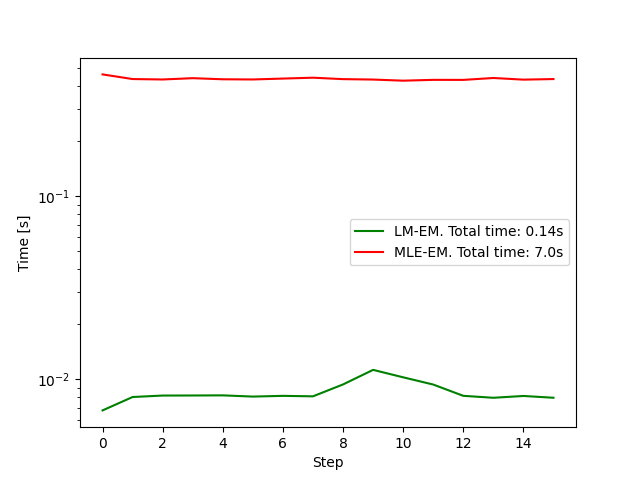 Time [s]
10⁻¹
10⁻²
0 2 4 6 8 10 12 14
Step
LM-EM. Total time: 0.14s
MLE-EM. Total time: 7.0s